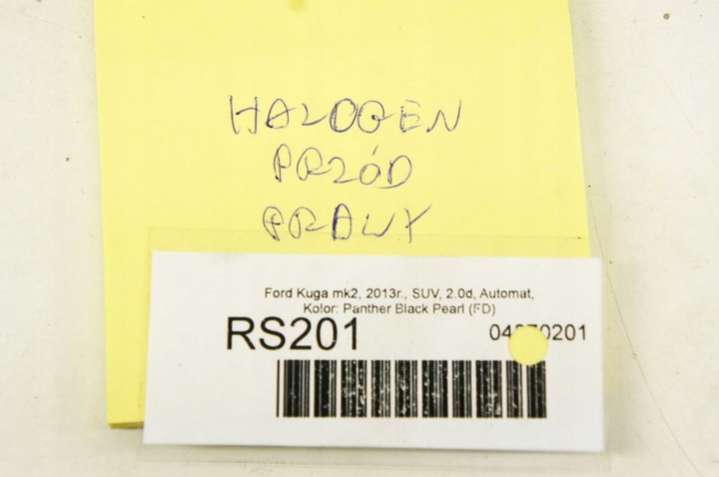 HALOGEN
PRZÓD
PRAWY
Ford Kuga mk2, 2013r., SUV, 2.0d, Automat,
Kolor: Panther Black Pearl (FD)
RS201